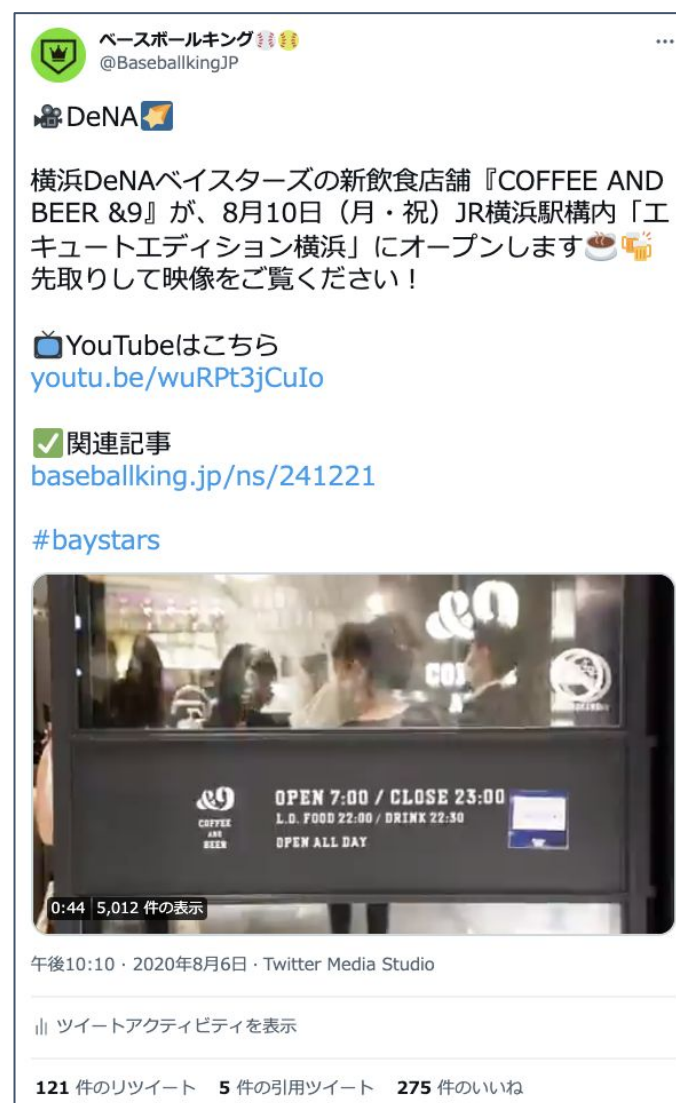 ベースボールキング⚾🥎
@BaseballkingJP
🎥DeNA
横浜DeNAベイスターズの新飲食店舗『COFFEE AND
BEER &9』が、8月10日（月・祝）JR横浜駅構内「エ
キュートエディション横浜」にオープンします☕🍻
先取りして映像をご覧ください！
📺YouTubeはこちら
youtu.be/wuRPt3jCuIo
✅関連記事
baseballking.jp/ns/241221
#baystars
&9
&9
COFFEE
AND
BEER
OPEN 7:00 / CLOSE 23:00
L.O. FOOD 22:00 / DRINK 22:30
OPEN ALL DAY
0:44 5,012 件の表示
午後10:10 · 2020年8月6日 · Twitter Media Studio
ツイートアクティビティを表示
121 件のリツイート 5 件の引用ツイート 275 件のいいね